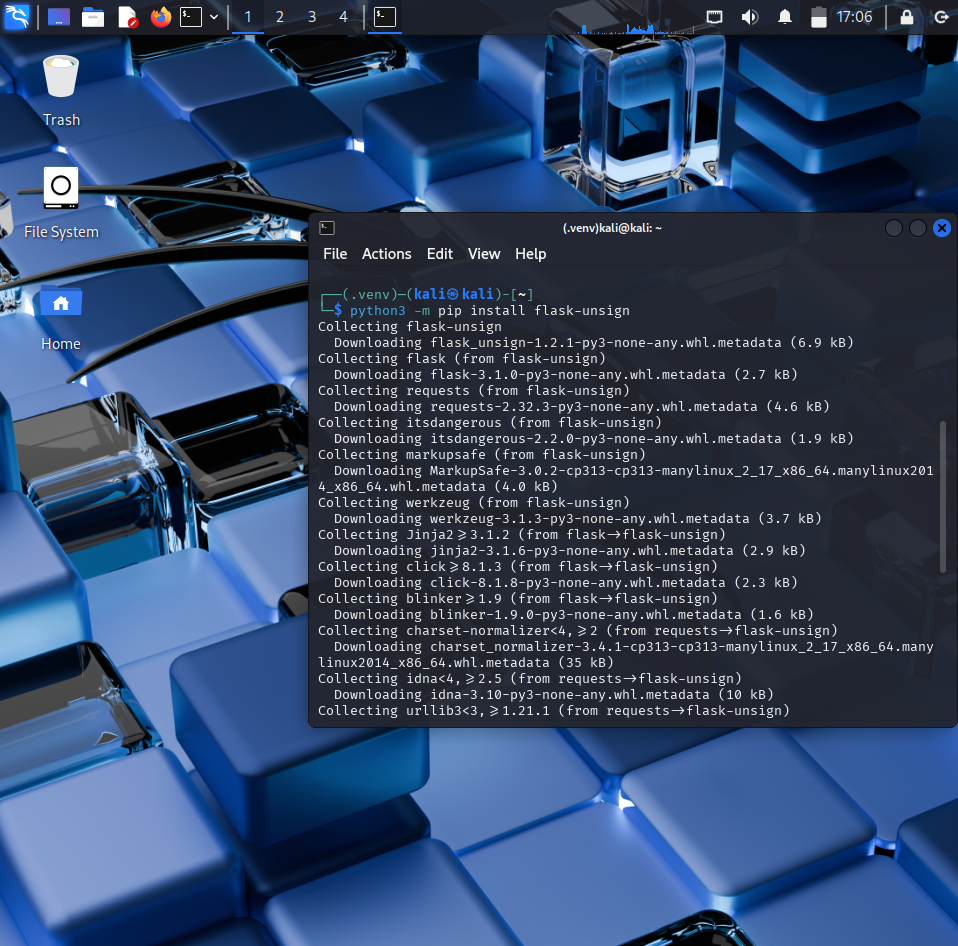 1 2 3 4
17:06
Trash
File System
Home
(.venv)kali@kali: ~
File Actions Edit View Help
┌──(.venv)─(kali㉿kali)-[~]
└─$ python3 -m pip install flask-unsign
Collecting flask-unsign
  Downloading flask_unsign-1.2.1-py3-none-any.whl.metadata (6.9 kB)
Collecting flask (from flask-unsign)
  Downloading flask-3.1.0-py3-none-any.whl.metadata (2.7 kB)
Collecting requests (from flask-unsign)
  Downloading requests-2.32.3-py3-none-any.whl.metadata (4.6 kB)
Collecting itsdangerous (from flask-unsign)
  Downloading itsdangerous-2.2.0-py3-none-any.whl.metadata (1.9 kB)
Collecting markupsafe (from flask-unsign)
  Downloading MarkupSafe-3.0.2-cp313-cp313-manylinux_2_17_x86_64.manylinux201
4_x86_64.whl.metadata (4.0 kB)
Collecting werkzeug (from flask-unsign)
  Downloading werkzeug-3.1.3-py3-none-any.whl.metadata (3.7 kB)
Collecting Jinja2>=3.1.2 (from flask->flask-unsign)
  Downloading jinja2-3.1.6-py3-none-any.whl.metadata (2.9 kB)
Collecting click>=8.1.3 (from flask->flask-unsign)
  Downloading click-8.1.8-py3-none-any.whl.metadata (2.3 kB)
Collecting blinker>=1.9 (from flask->flask-unsign)
  Downloading blinker-1.9.0-py3-none-any.whl.metadata (1.6 kB)
Collecting charset-normalizer<4,>=2 (from requests->flask-unsign)
  Downloading charset_normalizer-3.4.1-cp313-cp313-manylinux_2_17_x86_64.many
linux2014_x86_64.whl.metadata (35 kB)
Collecting idna<4,>=2.5 (from requests->flask-unsign)
  Downloading idna-3.10-py3-none-any.whl.metadata (10 kB)
Collecting urllib3<3,>=1.21.1 (from requests->flask-unsign)